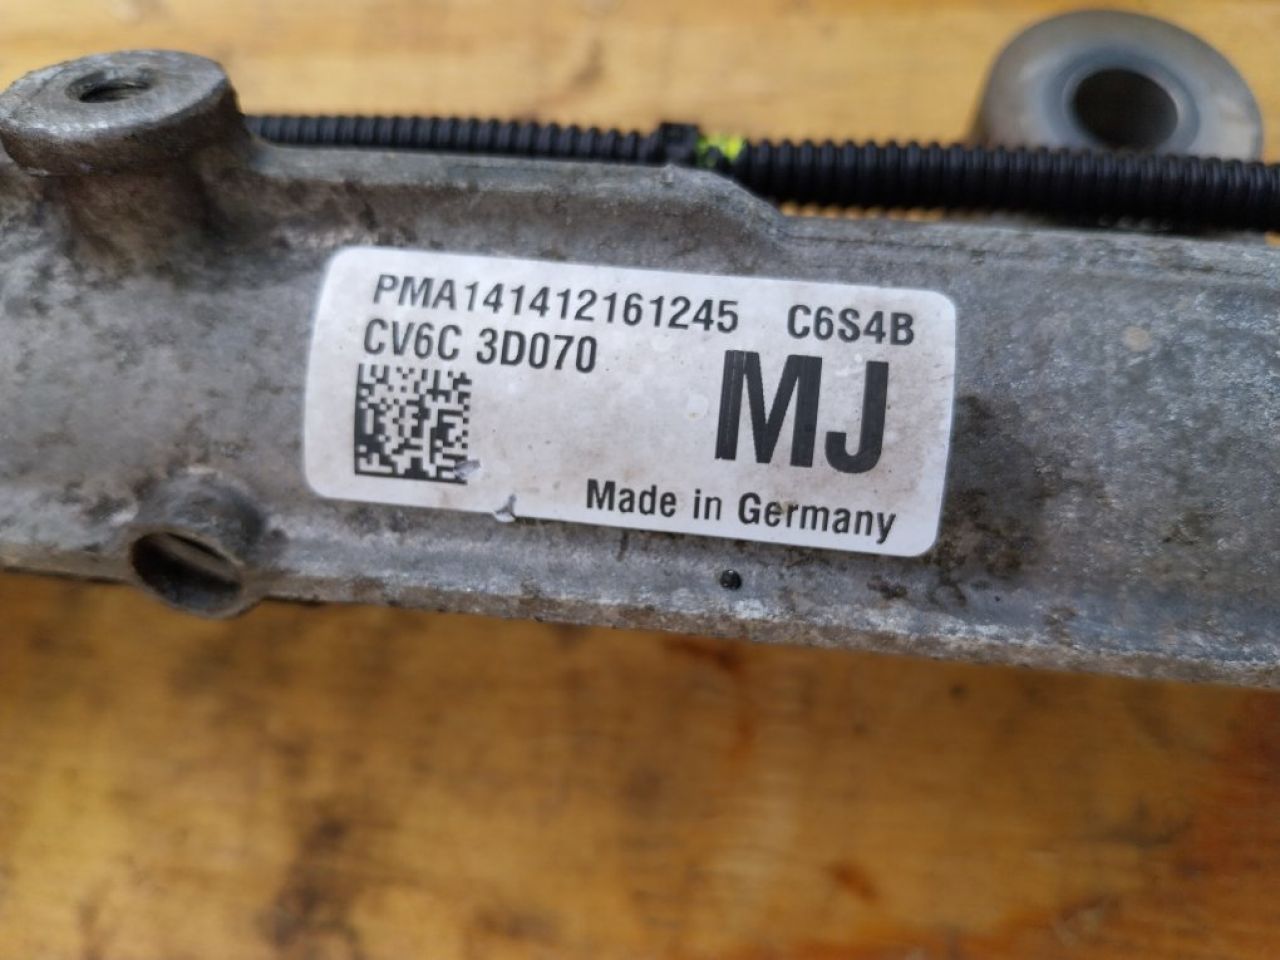 PMA141412161245 C6S4B
CV6C 3D070
MJ
Made in Germany